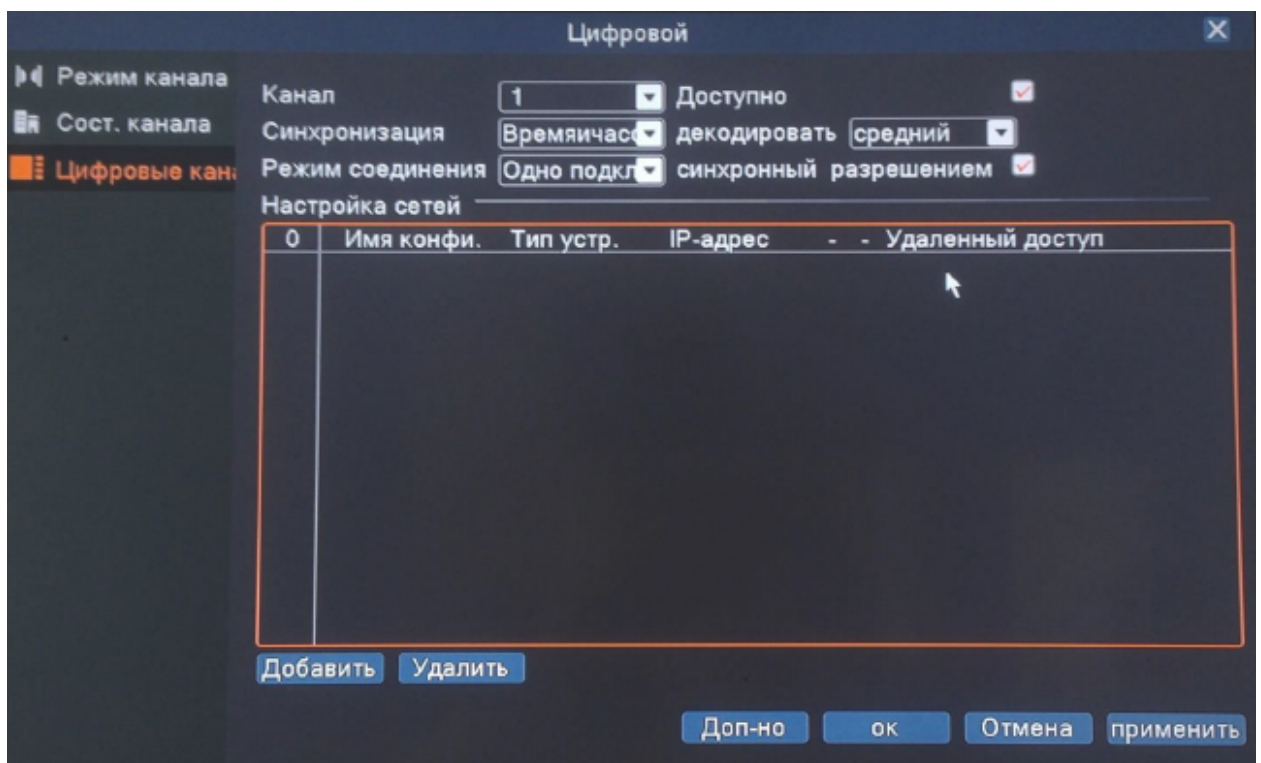 Цифровой
Режим канала
Сост. канала
Цифровые кан
Канал 1 Доступно
Синхронизация Времяичасо декодировать средний
Режим соединения Одно подкл синхронный разрешением
Настройка сетей
0 Имя конфи. Тип устр. IP-адрес - - Удаленный доступ
Добавить Удалить
Доп-но ок Отмена применить